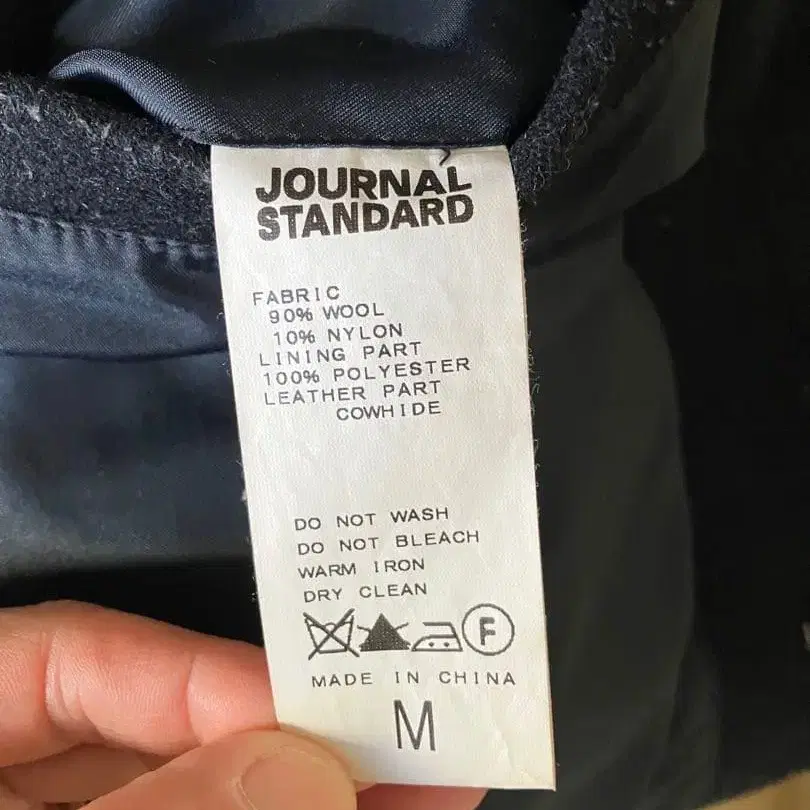 JOURNAL
STANDARD
FABRIC
90% WOOL
10% NYLON
LINING PART
100% POLYESTER
LEATHER PART
COWHIDE
DO NOT WASH
DO NOT BLEACH
WARM IRON
DRY CLEAN
F
MADE IN CHINA
M